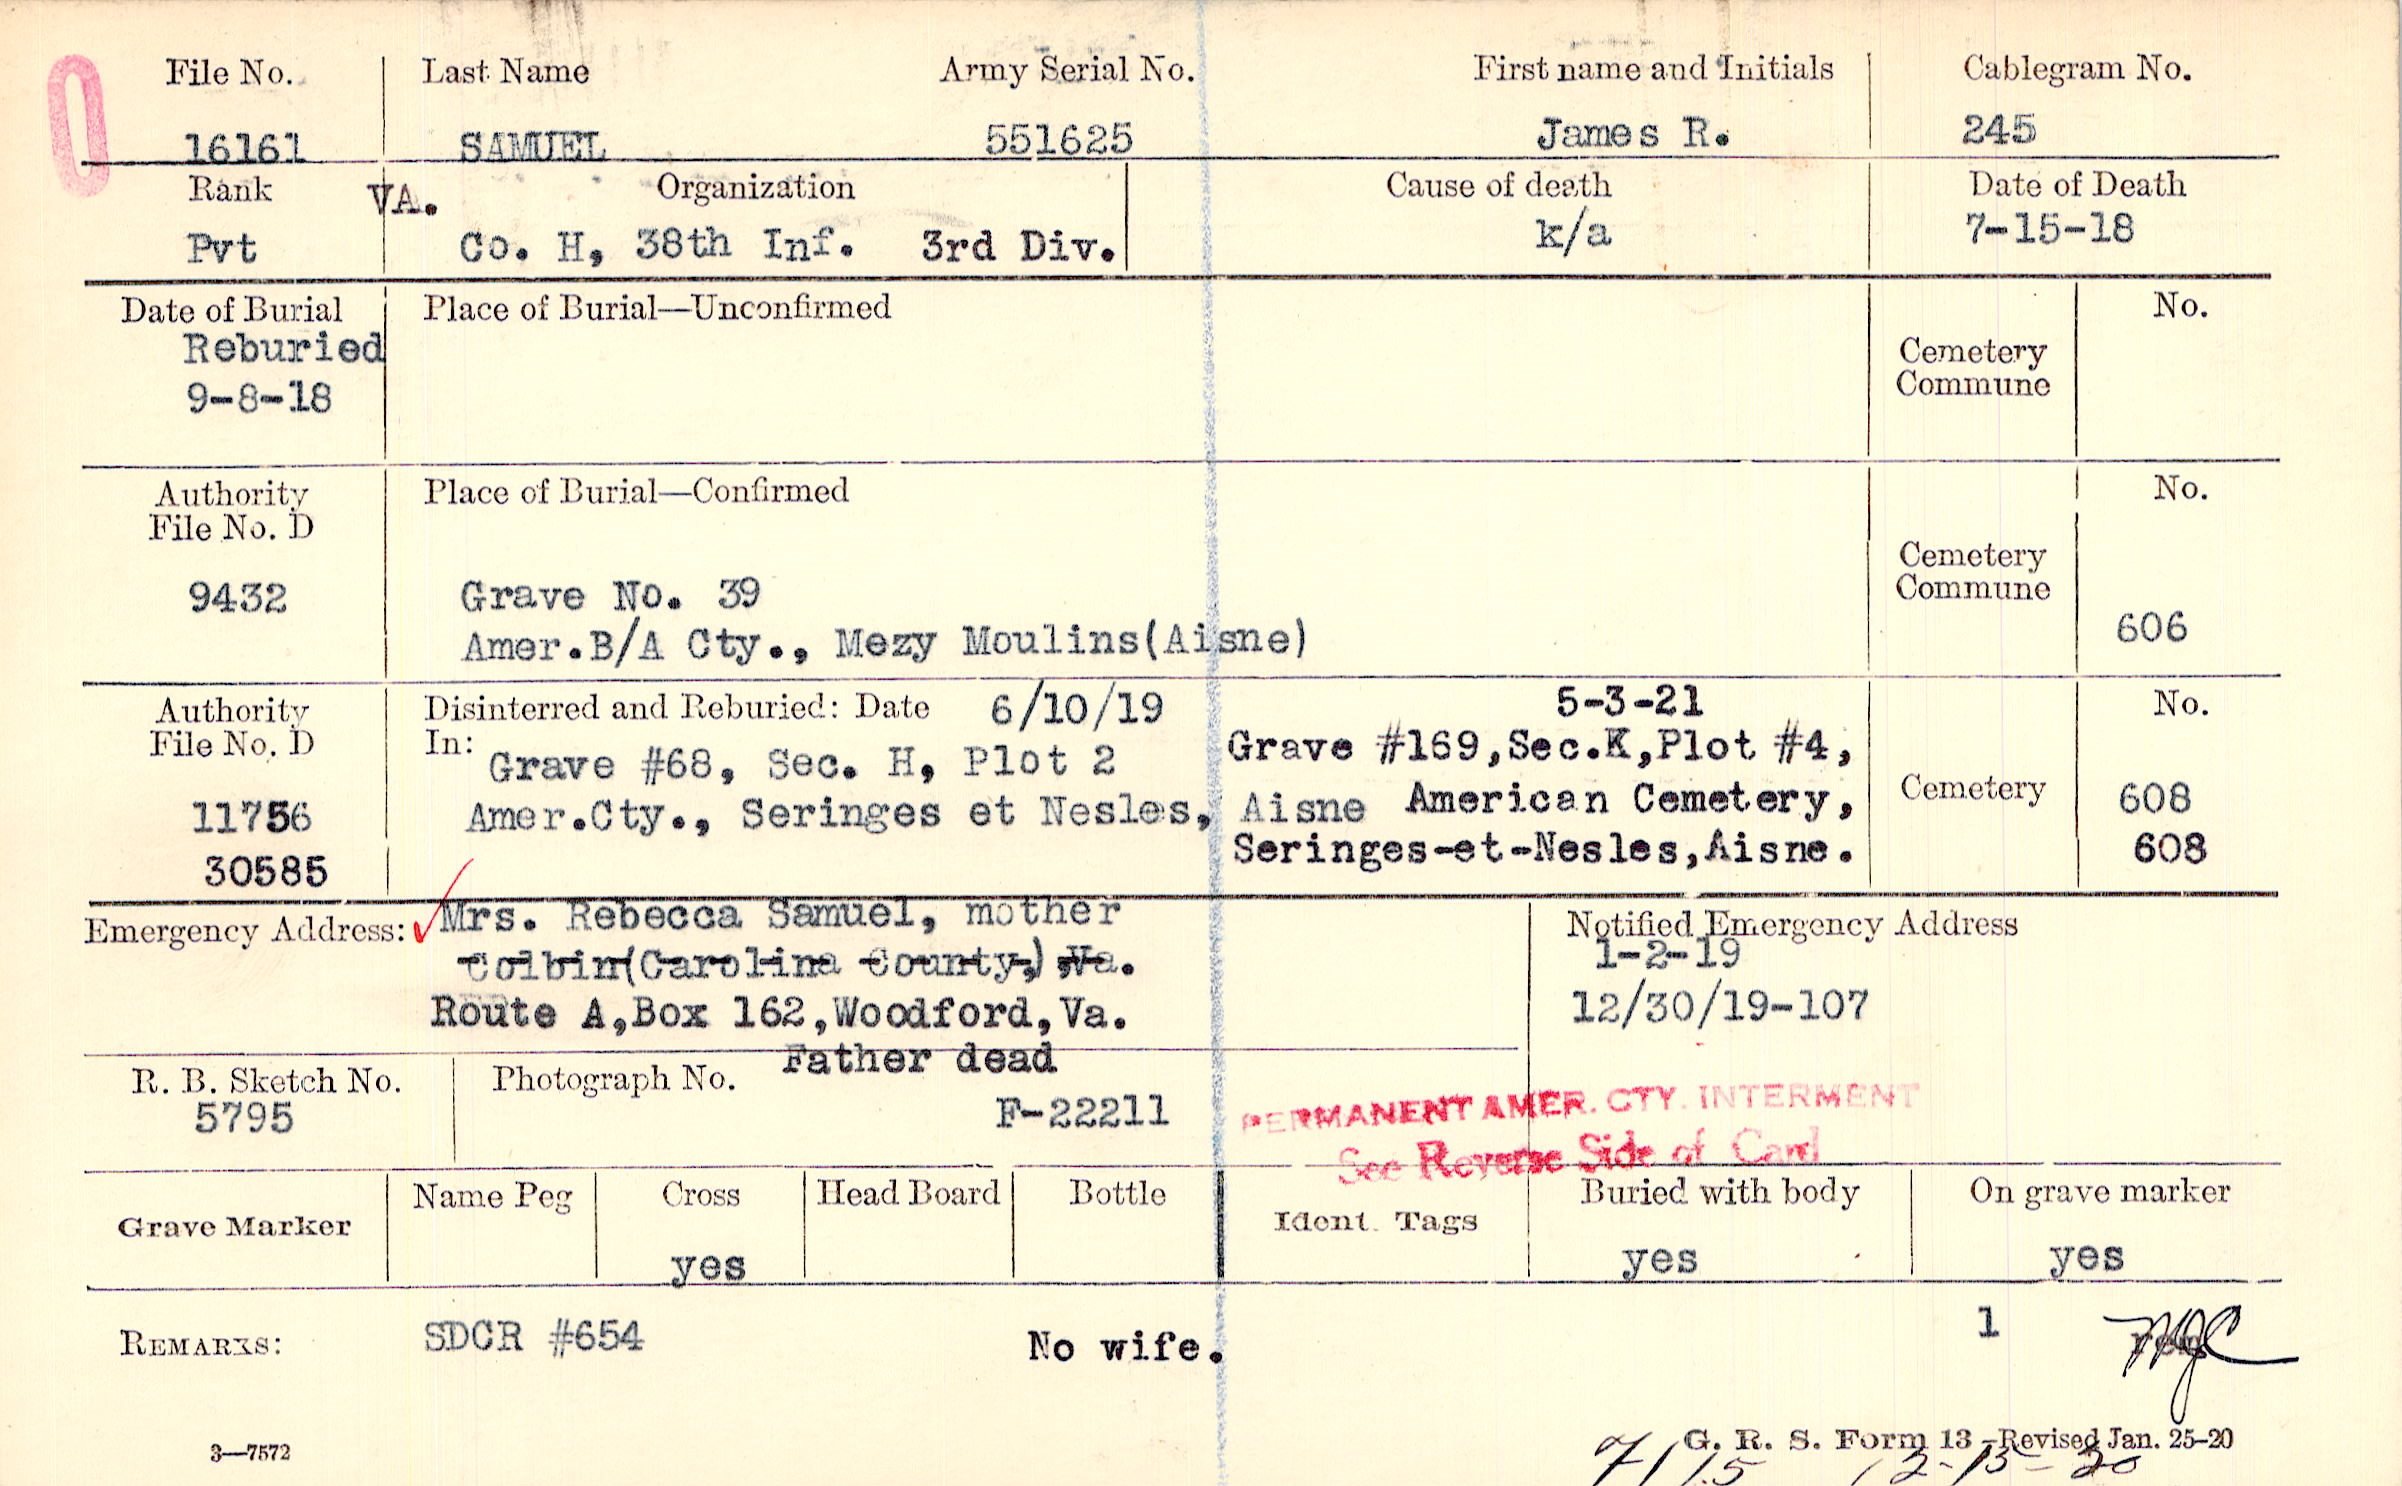 File No. Last Name Army Serial No. First name and Initials Cablegram No.
16161 SAMUEL 551625 James R. 245
Rank VA. Organization Cause of death Date of Death
Pvt Co. H, 38th Inf. 3rd Div. k/a 7-15-18
Date of Burial Place of Burial—Unconfirmed No.
Reburied
9-8-18
Cemetery
Commune
Authority Place of Burial—Confirmed No.
File No. D
Cemetery
Commune
9432 Grave No. 39
Amer.B/A Cty., Mezy Moulins(Aisne) 606
Authority Disinterred and Reburied: Date 6/10/19 5-3-21 No.
File No. D In: Grave #68, Sec. H, Plot 2 Grave #169,Sec.K,Plot #4,
11756 Amer.Cty., Seringes et Nesles, Aisne American Cemetery, Cemetery 608
30585 Seringes-et-Nesles,Aisne. 608
Emergency Address: Mrs. Rebecca Samuel, mother Notified Emergency Address
Colbin(Carolina County,) Va. 1-2-19
Route A,Box 162,Woodford,Va. 12/30/19-107
Father dead
R. B. Sketch No. Photograph No.
5795 F-22211
PERMANENT AMER. CTY. INTERMENT
See Reverse Side of Card
Grave Marker Name Peg Cross Head Board Bottle Ident. Tags Buried with body On grave marker
yes yes yes
REMARKS: SDCR #654 No wife. 1
3—7572 G. R. S. Form 13—Revised Jan. 25-20
12-15-20